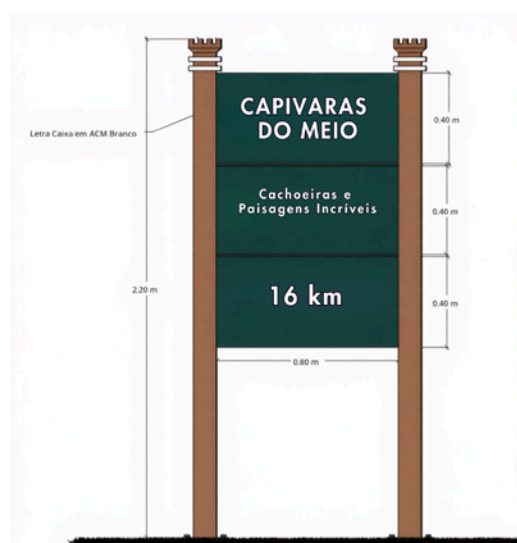 CAPIVARAS
DO MEIO
0.40 m
Letra Caixa em ACM Branco
Cachoeiras e
Paisagens Incríveis
0.40 m
2.20 m
16 km
0.40 m
0.80 m